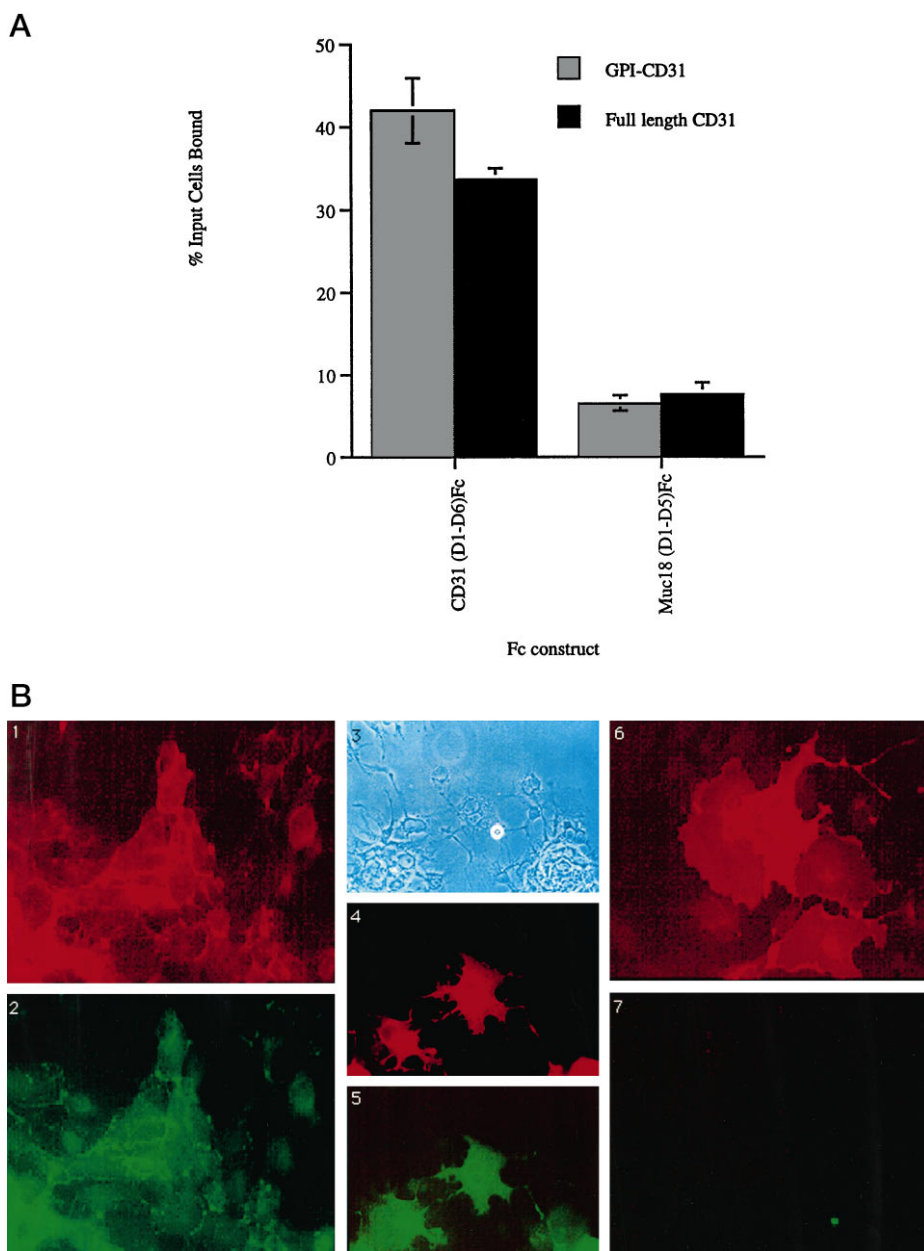 A
50
40
30
20
10
0
% Input Cells Bound
GPI-CD31
Full length CD31
CD31 (D1-D6)Fc
Muc18 (D1-D5)Fc
Fc construct
B
1
2
3
4
5
6
7